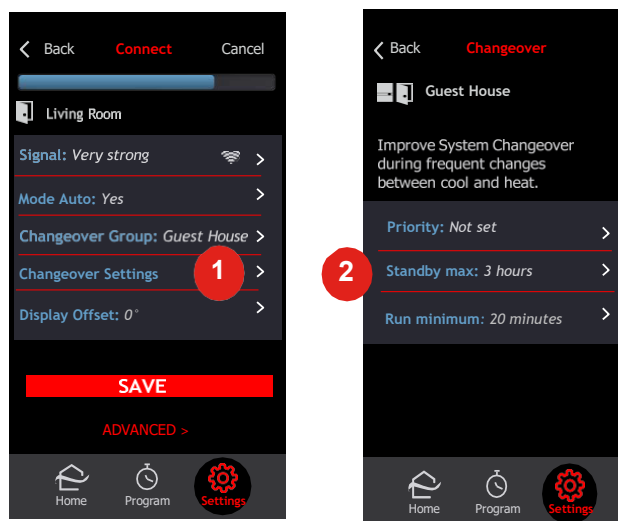 Back Connect Cancel
Living Room
Signal: Very strong
Mode Auto: Yes
Changeover Group: Guest House
Changeover Settings
1
Display Offset: 0°
SAVE
ADVANCED >
Home Program Settings
Back Changeover
Guest House
Improve System Changeover
during frequent changes
between cool and heat.
Priority: Not set
2
Standby max: 3 hours
Run minimum: 20 minutes
Home Program Settings